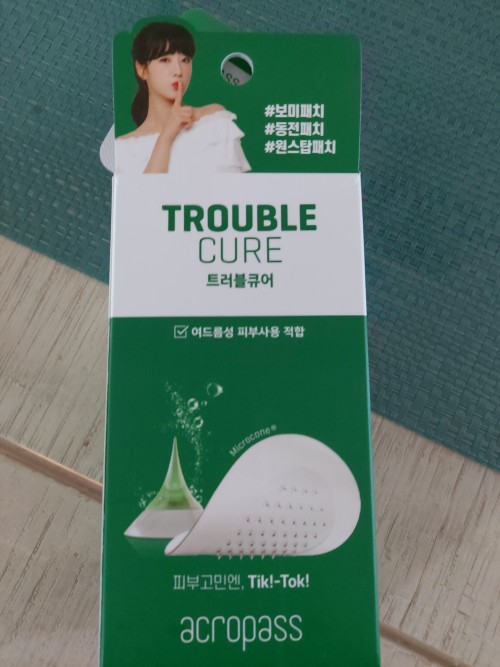 #보미패치
#동전패치
#원스탑패치
TROUBLE
CURE
트러블큐어
여드름성 피부사용 적합
Microcone®
피부고민엔, Tik!-Tok!
acropass